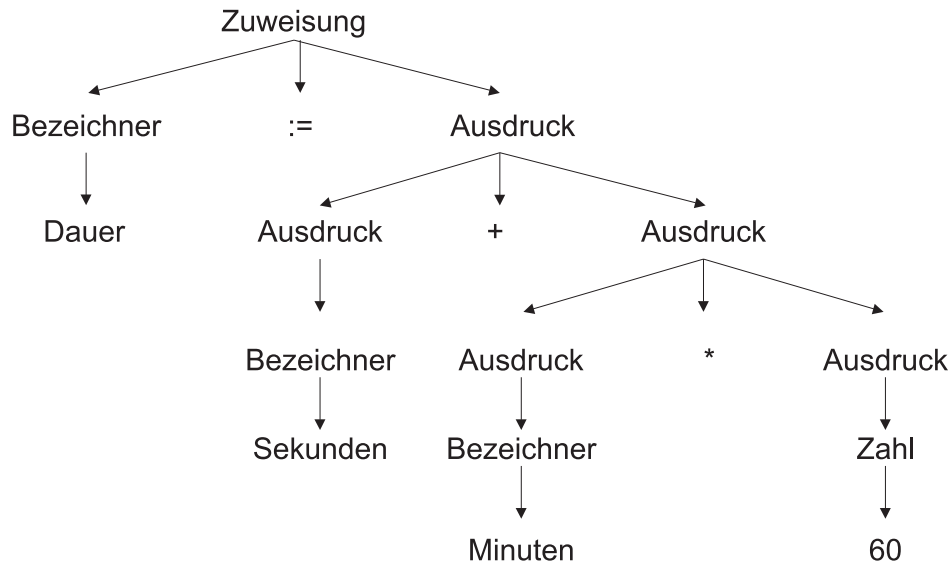 Zuweisung
Bezeichner := Ausdruck
Dauer Ausdruck + Ausdruck
Bezeichner Ausdruck * Ausdruck
Sekunden Bezeichner Zahl
Minuten 60